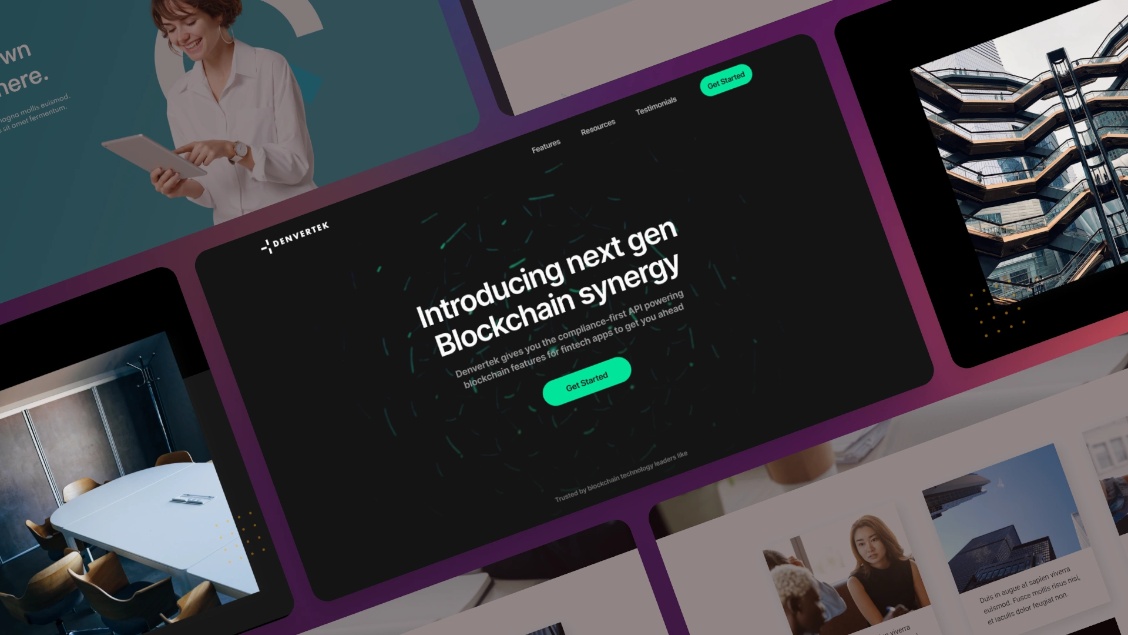 wn
here.
magna mollis euismod.
ut amet fermentum.
Get Started
Testimonials
Resources
Features
DENVERTEK
Introducing next gen
Blockchain synergy
Denvertek gives you the compliance-first API powering
blockchain features for fintech apps to get you ahead
Get Started
Trusted by blockchain technology leaders like
Duis in augue at sapien viverra
euismod. Fusce mollis risus nisi,
et iaculis dolor feugiat non
viverra